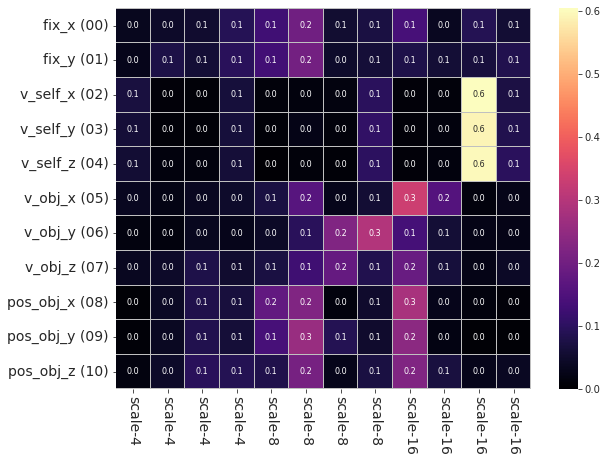 fix_x (00) 0.0 0.0 0.1 0.1 0.1 0.2 0.0 0.1 0.1 0.0 0.1 0.1
fix_y (01) 0.0 0.1 0.1 0.1 0.1 0.2 0.0 0.1 0.1 0.1 0.1 0.1
v_self_x (02) 0.1 0.0 0.0 0.1 0.0 0.0 0.0 0.1 0.0 0.0 0.6 0.1
v_self_y (03) 0.1 0.0 0.0 0.1 0.0 0.0 0.0 0.1 0.0 0.0 0.6 0.1
v_self_z (04) 0.1 0.0 0.0 0.1 0.0 0.0 0.0 0.1 0.0 0.0 0.6 0.1
v_obj_x (05) 0.0 0.0 0.0 0.0 0.1 0.2 0.0 0.1 0.3 0.2 0.0 0.0
v_obj_y (06) 0.0 0.0 0.0 0.0 0.0 0.1 0.2 0.3 0.1 0.1 0.0 0.0
v_obj_z (07) 0.0 0.0 0.1 0.1 0.1 0.1 0.2 0.1 0.2 0.1 0.0 0.0
pos_obj_x (08) 0.0 0.0 0.1 0.1 0.2 0.2 0.0 0.1 0.3 0.0 0.0 0.0
pos_obj_y (09) 0.0 0.0 0.1 0.1 0.1 0.3 0.1 0.1 0.2 0.0 0.0 0.0
pos_obj_z (10) 0.0 0.0 0.1 0.1 0.1 0.2 0.0 0.1 0.2 0.1 0.0 0.0
scale-4 scale-4 scale-4 scale-4 scale-8 scale-8 scale-8 scale-8 scale-16 scale-16 scale-16 scale-16
0.6
0.5
0.4
0.3
0.2
0.1
0.0